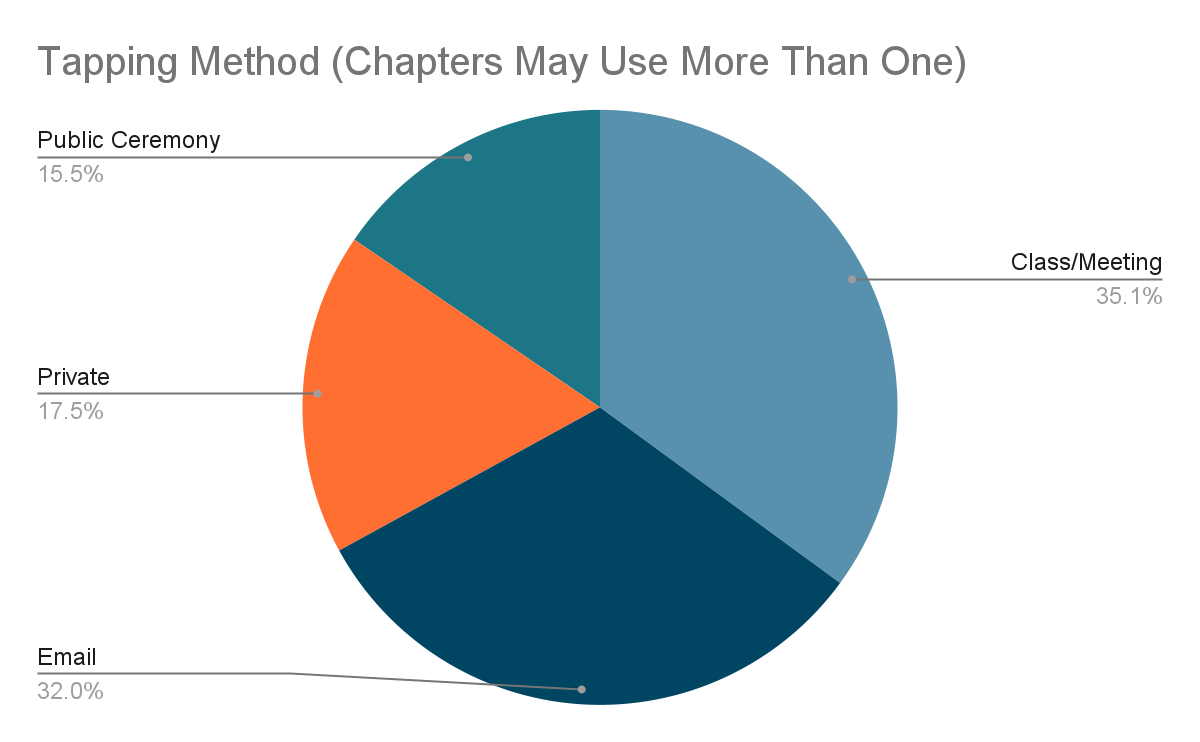 Tapping Method (Chapters May Use More Than One)
Public Ceremony
15.5%
Class/Meeting
35.1%
Private
17.5%
Email
32.0%